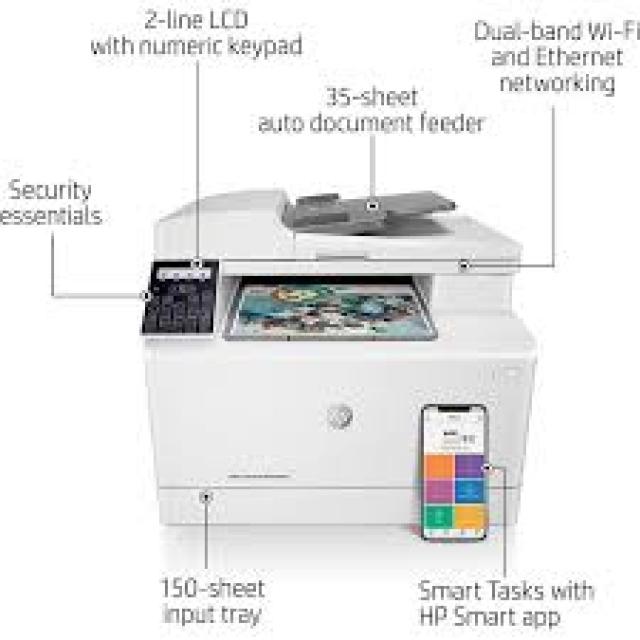 2-line LCD
with numeric keypad
Dual-band Wi-Fi
and Ethernet
networking
35-sheet
auto document feeder
Security
essentials
hp
150-sheet
input tray
Smart Tasks with
HP Smart app